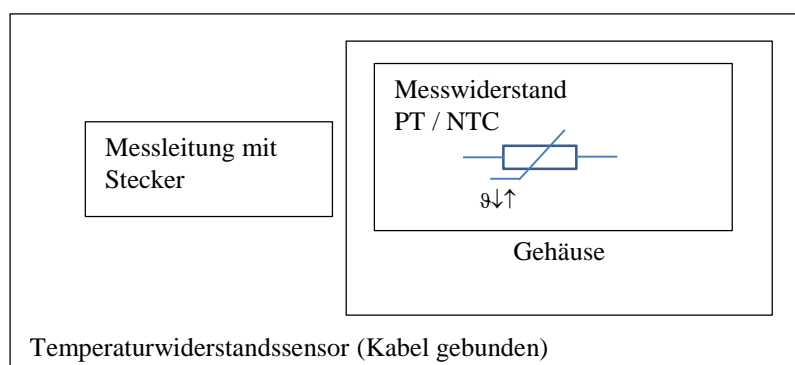 Messwiderstand
PT / NTC
Messleitung mit
Stecker
ϑ↓↑
Gehäuse
Temperaturwiderstandssensor (Kabel gebunden)